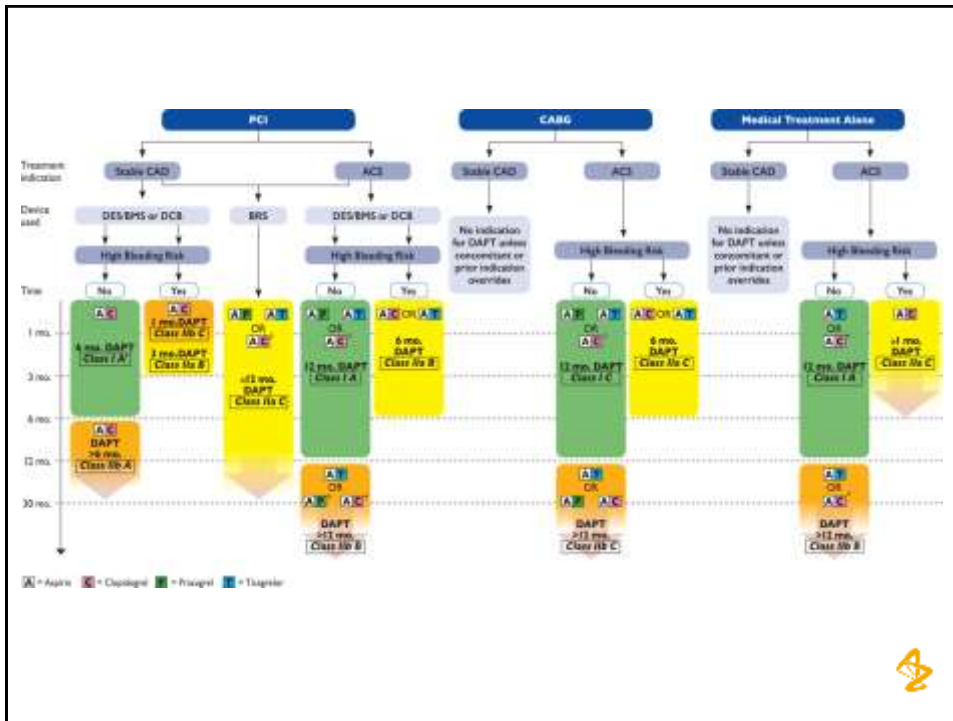 PCI
CABG
Medical Treatment Alone
Treatment
indication
Stable CAD
ACS
Stable CAD
ACS
Stable CAD
ACS
Device
used
DES/BMS or DCB
BRS
DES/BMS or DCB
No indication
for DAPT unless
concomitant or
prior indication
overrides
No indication
for DAPT unless
concomitant or
prior indication
overrides
High Bleeding Risk
High Bleeding Risk
High Bleeding Risk
High Bleeding Risk
Time
No
Yes
No
Yes
No
Yes
No
Yes
1 mo.
3 mo.
6 mo.
12 mo.
30 mo.
A C
6 mo. DAPT
Class I A
A C
DAPT
>6 mo.
Class IIb A
A C
1 mo. DAPT
Class IIb C
3 mo. DAPT
Class IIa B
A P A T
OR
A C
≥12 mo.
DAPT
Class IIa C
A P A T
OR
A C
12 mo. DAPT
Class I A
A T
OR
A P A C
DAPT
>12 mo.
Class IIb B
A C OR A T
6 mo.
DAPT
Class IIa B
A P A T
OR
A C
12 mo. DAPT
Class I C
A T
OR
A P A C
DAPT
>12 mo.
Class IIb C
A C OR A T
6 mo.
DAPT
Class IIa C
A T
OR
A C
12 mo. DAPT
Class I A
A T
OR
A C
DAPT
>12 mo.
Class IIb B
A C
>1 mo. DAPT
Class IIa C
A = Aspirin C = Clopidogrel P = Prasugrel T = Ticagrelor